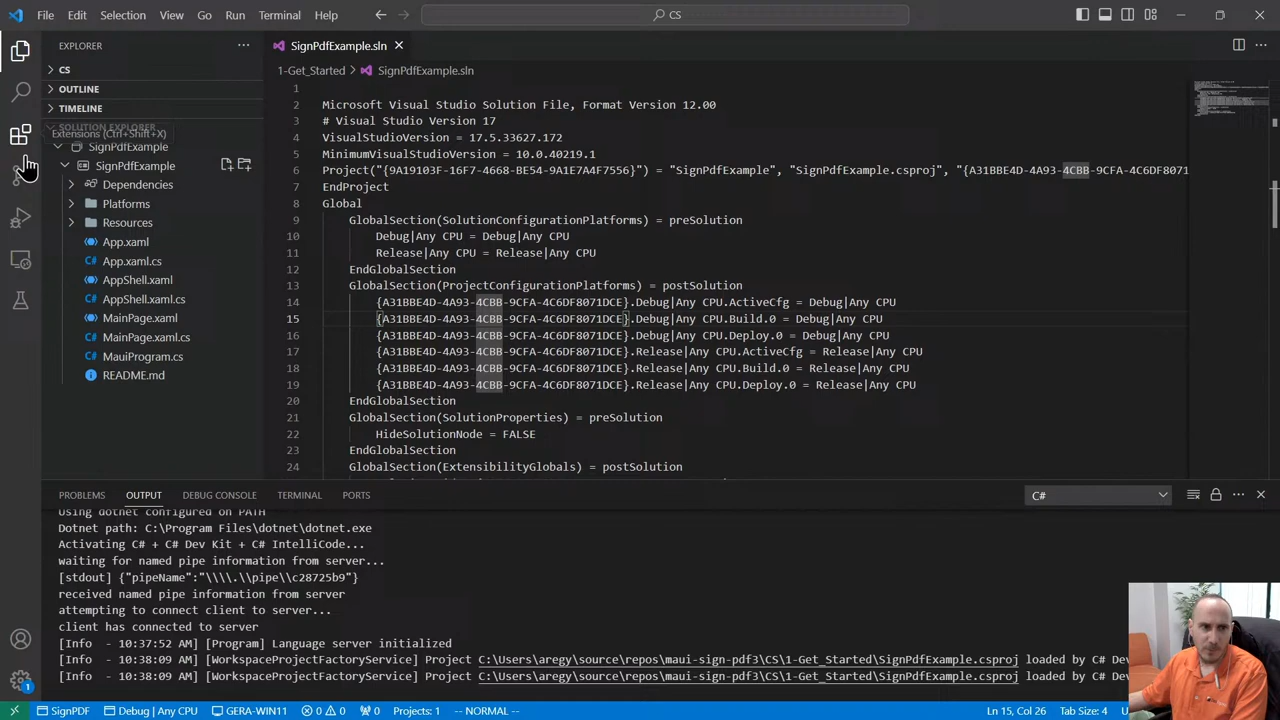 File Edit Selection View Go Run Terminal Help
CS
EXPLORER
CS
OUTLINE
TIMELINE
SOLUTION EXPLORER
Extensions (Ctrl+Shift+X)
SignPdfExample
SignPdfExample
Dependencies
Platforms
Resources
App.xaml
App.xaml.cs
AppShell.xaml
AppShell.xaml.cs
MainPage.xaml
MainPage.xaml.cs
MauiProgram.cs
README.md
SignPdfExample.sln
1-Get_Started > SignPdfExample.sln
1
2 Microsoft Visual Studio Solution File, Format Version 12.00
3 # Visual Studio Version 17
4 VisualStudioVersion = 17.5.33627.172
5 MinimumVisualStudioVersion = 10.0.40219.1
6 Project("{9A19103F-16F7-4668-BE54-9A1E7A4F7556}") = "SignPdfExample", "SignPdfExample.csproj", "{A31BBE4D-4A93-4CBB-9CFA-4C6DF8071
7 EndProject
8 Global
9 GlobalSection(SolutionConfigurationPlatforms) = preSolution
10 Debug|Any CPU = Debug|Any CPU
11 Release|Any CPU = Release|Any CPU
12 EndGlobalSection
13 GlobalSection(ProjectConfigurationPlatforms) = postSolution
14 {A31BBE4D-4A93-4CBB-9CFA-4C6DF8071DCE}.Debug|Any CPU.ActiveCfg = Debug|Any CPU
15 {A31BBE4D-4A93-4CBB-9CFA-4C6DF8071DCE}.Debug|Any CPU.Build.0 = Debug|Any CPU
16 {A31BBE4D-4A93-4CBB-9CFA-4C6DF8071DCE}.Debug|Any CPU.Deploy.0 = Debug|Any CPU
17 {A31BBE4D-4A93-4CBB-9CFA-4C6DF8071DCE}.Release|Any CPU.ActiveCfg = Release|Any CPU
18 {A31BBE4D-4A93-4CBB-9CFA-4C6DF8071DCE}.Release|Any CPU.Build.0 = Release|Any CPU
19 {A31BBE4D-4A93-4CBB-9CFA-4C6DF8071DCE}.Release|Any CPU.Deploy.0 = Release|Any CPU
20 EndGlobalSection
21 GlobalSection(SolutionProperties) = preSolution
22 HideSolutionNode = FALSE
23 EndGlobalSection
24 GlobalSection(ExtensibilityGlobals) = postSolution
PROBLEMS OUTPUT DEBUG CONSOLE TERMINAL PORTS
C#
Using dotnet configured on PATH
Dotnet path: C:\Program Files\dotnet\dotnet.exe
Activating C# + C# Dev Kit + C# IntelliCode...
waiting for named pipe information from server...
[stdout] {"pipeName":"\\\\.\\pipe\\c28725b9"}
received named pipe information from server
attempting to connect client to server...
client has connected to server
[Info - 10:37:52 AM] [Program] Language server initialized
[Info - 10:38:09 AM] [WorkspaceProjectFactoryService] Project C:\Users\aregy\source\repos\maui-sign-pdf3\CS\1-Get_Started\SignPdfExample.csproj loaded by C# De
[Info - 10:38:09 AM] [WorkspaceProjectFactoryService] Project C:\Users\aregy\source\repos\maui-sign-pdf3\CS\1-Get_Started\SignPdfExample.csproj loaded by C# De
1
SignPDF Debug | Any CPU GERA-WIN11 0 0 0 Projects: 1 -- NORMAL -- Ln 15, Col 26 Tab Size: 4